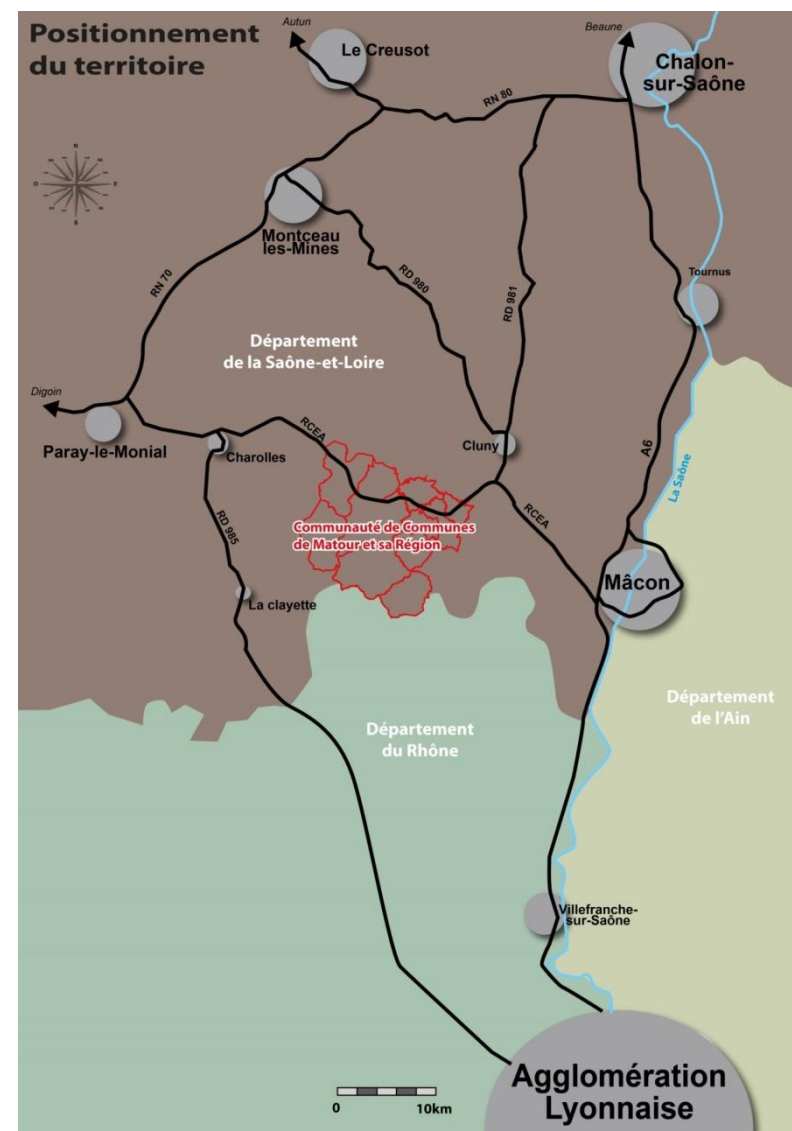 Positionnement
du territoire
Autun
Le Creusot
Beaune
Chalon-
sur-Saône
RN 80
N
O
E
S
Montceau
les-Mines
RN 70
RD 980
RD 981
Tournus
Département
de la Saône-et-Loire
Digoin
Paray-le-Monial
Charolles
RCEA
Cluny
A6
La Saône
RD 985
Communauté de Communes
de Matour et sa Région
RCEA
Mâcon
La clayette
Département
de l'Ain
Département
du Rhône
Villefranche-
sur-Saône
Agglomération
Lyonnaise
0
10km